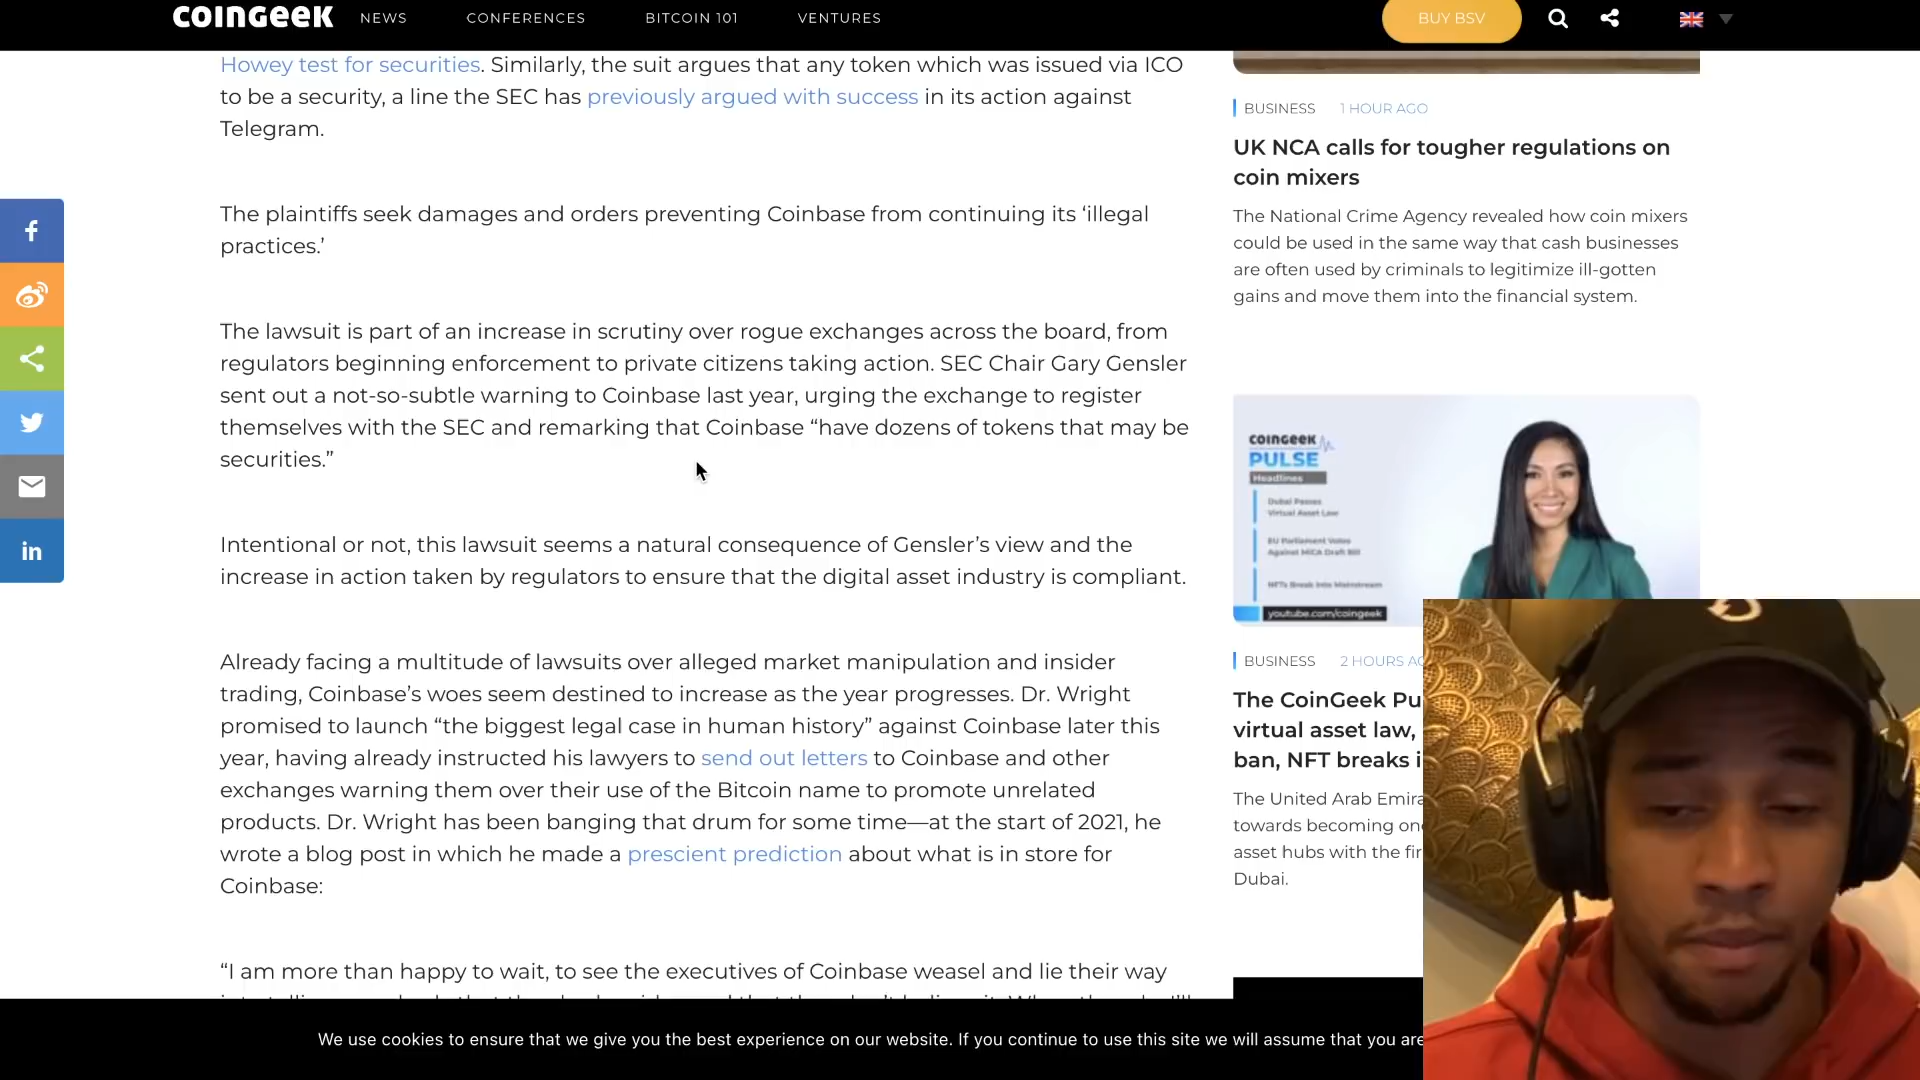 COINGEEK
NEWS
CONFERENCES
BITCOIN 101
VENTURES
BUY BSV
Howey test for securities. Similarly, the suit argues that any token which was issued via ICO
to be a security, a line the SEC has previously argued with success in its action against
Telegram.
The plaintiffs seek damages and orders preventing Coinbase from continuing its ‘illegal
practices.’
The lawsuit is part of an increase in scrutiny over rogue exchanges across the board, from
regulators beginning enforcement to private citizens taking action. SEC Chair Gary Gensler
sent out a not-so-subtle warning to Coinbase last year, urging the exchange to register
themselves with the SEC and remarking that Coinbase “have dozens of tokens that may be
securities.”
Intentional or not, this lawsuit seems a natural consequence of Gensler’s view and the
increase in action taken by regulators to ensure that the digital asset industry is compliant.
Already facing a multitude of lawsuits over alleged market manipulation and insider
trading, Coinbase’s woes seem destined to increase as the year progresses. Dr. Wright
promised to launch “the biggest legal case in human history” against Coinbase later this
year, having already instructed his lawyers to send out letters to Coinbase and other
exchanges warning them over their use of the Bitcoin name to promote unrelated
products. Dr. Wright has been banging that drum for some time—at the start of 2021, he
wrote a blog post in which he made a prescient prediction about what is in store for
Coinbase:
“I am more than happy to wait, to see the executives of Coinbase weasel and lie their way
BUSINESS 1 HOUR AGO
UK NCA calls for tougher regulations on
coin mixers
The National Crime Agency revealed how coin mixers
could be used in the same way that cash businesses
are often used by criminals to legitimize ill-gotten
gains and move them into the financial system.
COINGEEK
PULSE
Headlines
Dubai Passes
Virtual Asset Law
EU Parliament Votes
Against MiCA Draft Bill
NFTs Break Into Mainstream
youtube.com/coingeek
BUSINESS 2 HOURS AG
The CoinGeek Pu
virtual asset law,
ban, NFT breaks i
The United Arab Emira
towards becoming on
asset hubs with the fir
Dubai.
We use cookies to ensure that we give you the best experience on our website. If you continue to use this site we will assume that you are